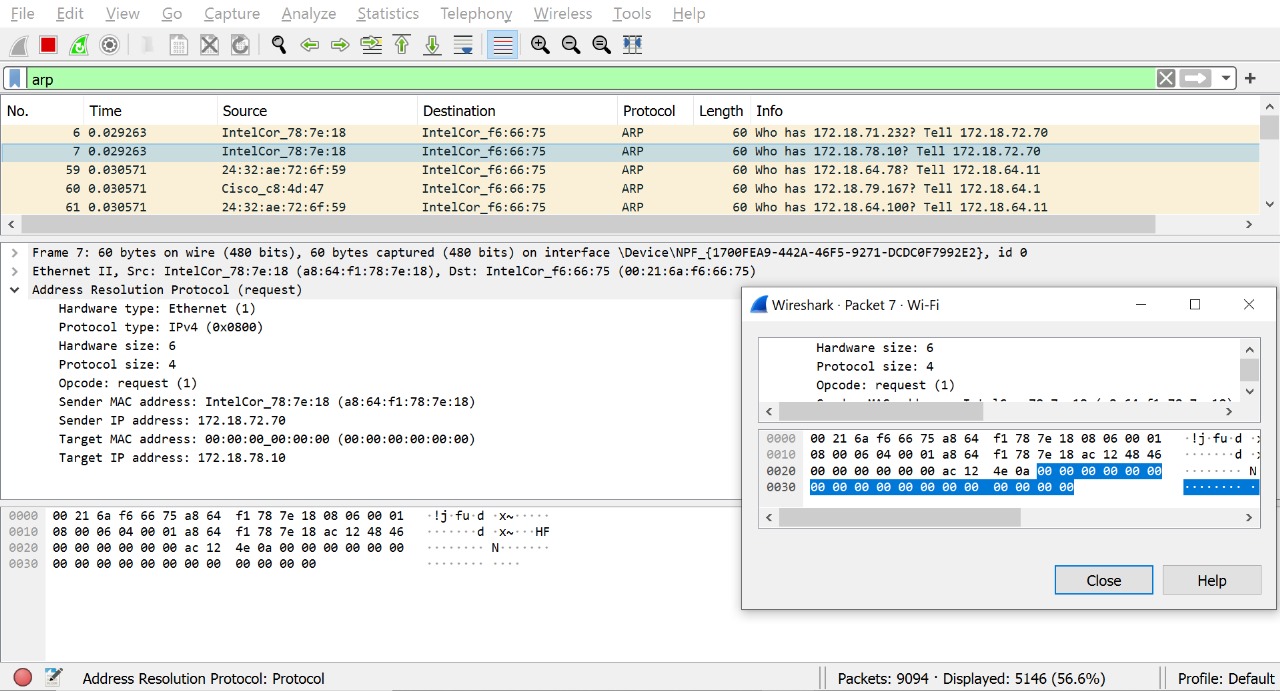 File Edit View Go Capture Analyze Statistics Telephony Wireless Tools Help
arp
No. Time Source Destination Protocol Length Info
6 0.029263 IntelCor_78:7e:18 IntelCor_f6:66:75 ARP 60 Who has 172.18.71.232? Tell 172.18.72.70
7 0.029263 IntelCor_78:7e:18 IntelCor_f6:66:75 ARP 60 Who has 172.18.78.10? Tell 172.18.72.70
59 0.030571 24:32:ae:72:6f:59 IntelCor_f6:66:75 ARP 60 Who has 172.18.64.78? Tell 172.18.64.11
60 0.030571 Cisco_c8:4d:47 IntelCor_f6:66:75 ARP 60 Who has 172.18.79.167? Tell 172.18.64.1
61 0.030571 24:32:ae:72:6f:59 IntelCor_f6:66:75 ARP 60 Who has 172.18.64.100? Tell 172.18.64.11
Frame 7: 60 bytes on wire (480 bits), 60 bytes captured (480 bits) on interface \Device\NPF_{1700FEA9-442A-46F5-9271-DCDC0F7992E2}, id 0
Ethernet II, Src: IntelCor_78:7e:18 (a8:64:f1:78:7e:18), Dst: IntelCor_f6:66:75 (00:21:6a:f6:66:75)
Address Resolution Protocol (request)
Hardware type: Ethernet (1)
Protocol type: IPv4 (0x0800)
Hardware size: 6
Protocol size: 4
Opcode: request (1)
Sender MAC address: IntelCor_78:7e:18 (a8:64:f1:78:7e:18)
Sender IP address: 172.18.72.70
Target MAC address: 00:00:00_00:00:00 (00:00:00:00:00:00)
Target IP address: 172.18.78.10
0000 00 21 6a f6 66 75 a8 64 f1 78 7e 18 08 06 00 01 ·!j·fu·d ·x~·····
0010 08 00 06 04 00 01 a8 64 f1 78 7e 18 ac 12 48 46 ·······d ·x~···HF
0020 00 00 00 00 00 00 ac 12 4e 0a 00 00 00 00 00 00 ········ N·······
0030 00 00 00 00 00 00 00 00 00 00 00 00 ········ ····
Wireshark · Packet 7 · Wi-Fi
Hardware size: 6
Protocol size: 4
Opcode: request (1)
0000 00 21 6a f6 66 75 a8 64 f1 78 7e 18 08 06 00 01 ·!j·fu·d ·
0010 08 00 06 04 00 01 a8 64 f1 78 7e 18 ac 12 48 46 ·······d ·
0020 00 00 00 00 00 00 ac 12 4e 0a 00 00 00 00 00 00 ········ N
0030 00 00 00 00 00 00 00 00 00 00 00 00 ········ ·
Close Help
Address Resolution Protocol: Protocol Packets: 9094 · Displayed: 5146 (56.6%) Profile: Default